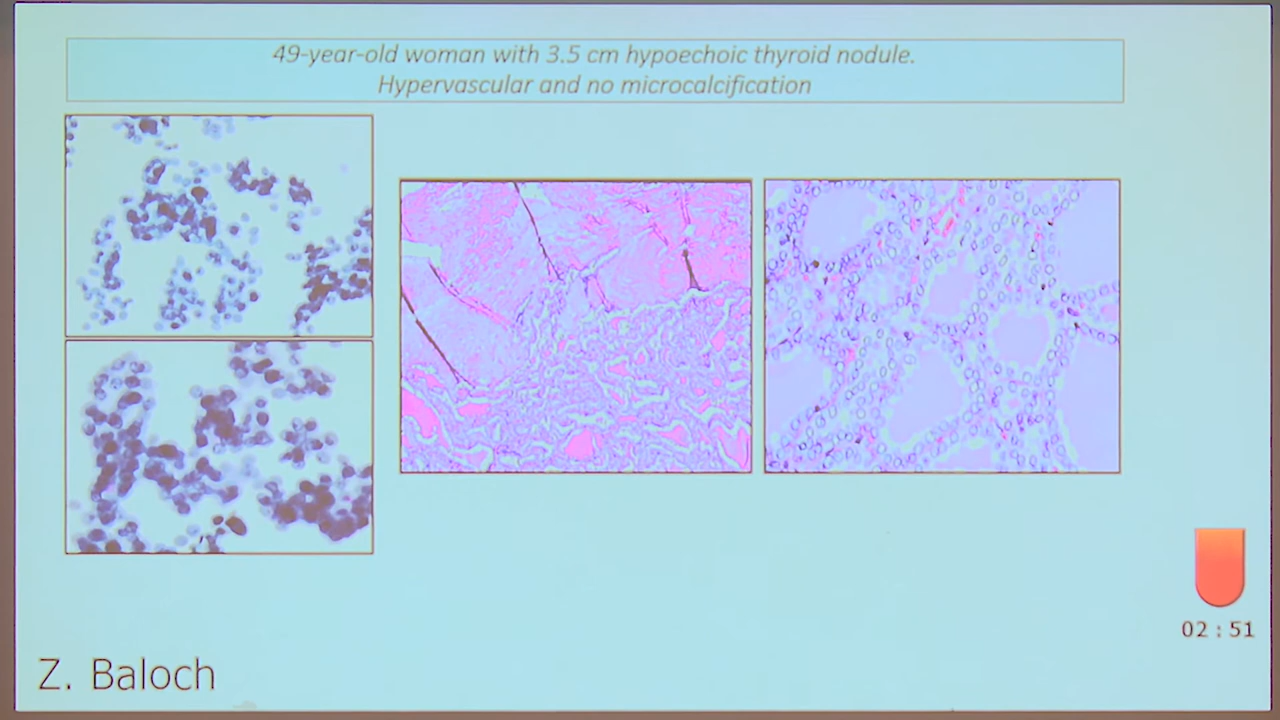 49-year-old woman with 3.5 cm hypoechoic thyroid nodule.
Hypervascular and no microcalcification
02 : 51
Z. Baloch